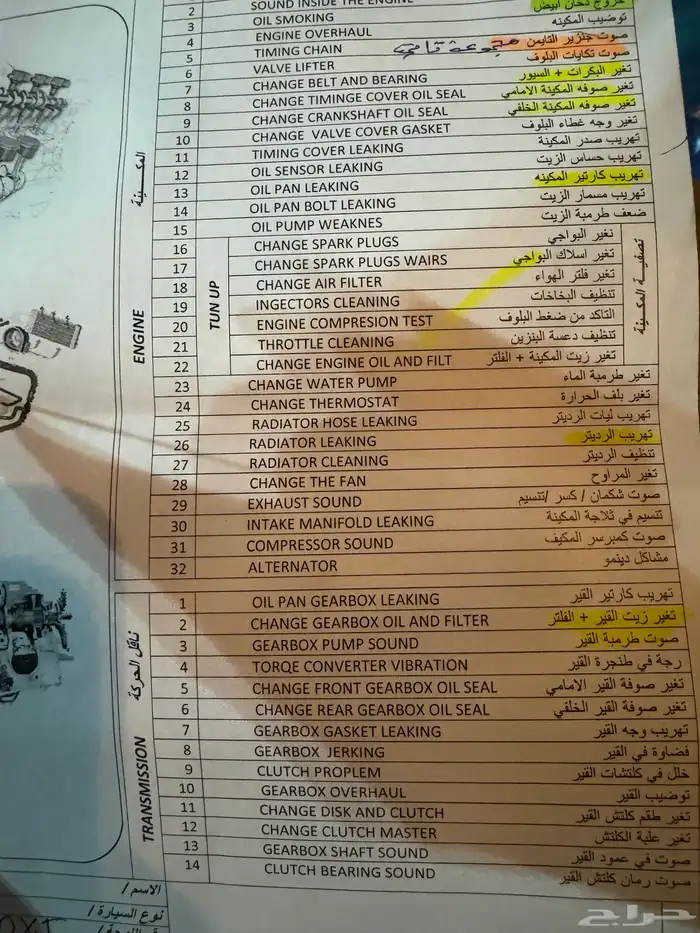 2 SOUND INSIDE THE ENGINE
3 OIL SMOKING خروج دخان ابيض
4 ENGINE OVERHAUL توضيب المكينه
5 TIMING CHAIN صوت جنزير التايمن
6 VALVE LIFTER صوت تكايات البلوف
7 CHANGE BELT AND BEARING تغير البكرات + السيور
8 CHANGE TIMINGE COVER OIL SEAL تغير صوفه المكينة الامامي
9 CHANGE CRANKSHAFT OIL SEAL تغير صوفه المكينة الخلفي
10 CHANGE VALVE COVER GASKET تغير وجه غطاء البلوف
11 TIMING COVER LEAKING تهريب صدر المكينة
12 OIL SENSOR LEAKING تهريب حساس الزيت
13 OIL PAN LEAKING تهريب كارتير المكينه
14 OIL PAN BOLT LEAKING تهريب مسمار الزيت
15 OIL PUMP WEAKNES ضعف طرمبة الزيت
16 CHANGE SPARK PLUGS تغير البواجي
17 CHANGE SPARK PLUGS WAIRS تغير اسلاك البواجي
18 CHANGE AIR FILTER تغير فلتر الهواء
19 INGECTORS CLEANING تنظيف البخاخات
20 ENGINE COMPRESION TEST التاكد من ضغط البلوف
21 THROTTLE CLEANING تنظيف دعسة البنزين
22 CHANGE ENGINE OIL AND FILT تغير زيت المكينة + الفلتر
TUN UP
تصفية المكينة
23 CHANGE WATER PUMP تغير طرمبة الماء
24 CHANGE THERMOSTAT تغير بلف الحرارة
25 RADIATOR HOSE LEAKING تهريب ليات الرديتر
26 RADIATOR LEAKING تهريب الرديتر
27 RADIATOR CLEANING تنظيف الرديتر
28 CHANGE THE FAN تغير المراوح
29 EXHAUST SOUND صوت شكمان / كسر /تنسيم
30 INTAKE MANIFOLD LEAKING تنسيم في ثلاجة المكينة
31 COMPRESSOR SOUND صوت كمبرسر المكيف
32 ALTERNATOR مشاكل دينمو
ENGINE
المكينة
1 OIL PAN GEARBOX LEAKING تهريب كارتير القير
2 CHANGE GEARBOX OIL AND FILTER تغير زيت القير + الفلتر
3 GEARBOX PUMP SOUND صوت طرمبة القير
4 TORQE CONVERTER VIBRATION رجة في طنجرة القير
5 CHANGE FRONT GEARBOX OIL SEAL تغير صوفة القير الامامي
6 CHANGE REAR GEARBOX OIL SEAL تغير صوفة القير الخلفي
7 GEARBOX GASKET LEAKING تهريب وجه القير
8 GEARBOX JERKING فضاوة في القير
9 CLUTCH PROPLEM خلل في كلتشات القير
10 GEARBOX OVERHAUL توضيب القير
11 CHANGE DISK AND CLUTCH تغير طقم كلتش القير
12 CHANGE CLUTCH MASTER تغير علبة الكلتش
13 GEARBOX SHAFT SOUND صوت في عمود القير
14 CLUTCH BEARING SOUND صوت رمان كلتش القير
TRANSMISSION
ناقل الحركة
الاسم /
نوع السيارة /
حراج